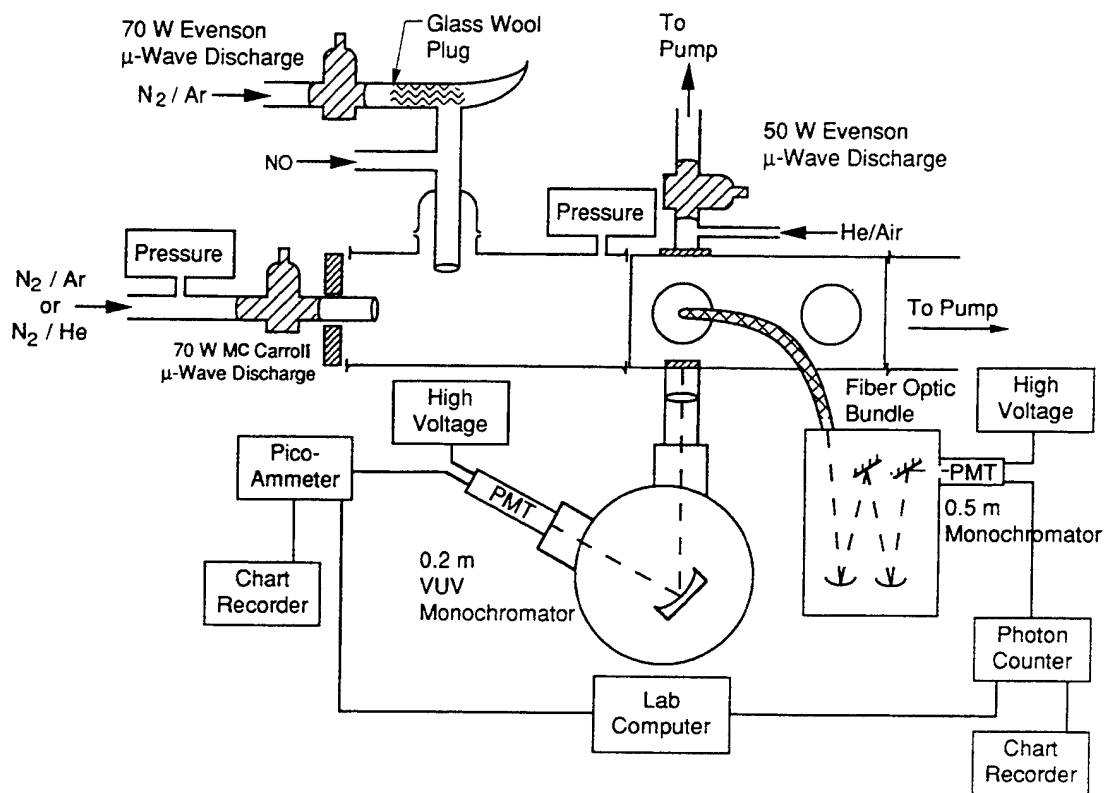 70 W Evenson
μ-Wave Discharge
Glass Wool
Plug
To
Pump
N2 / Ar
50 W Evenson
μ-Wave Discharge
NO
Pressure
He/Air
Pressure
N2 / Ar
or
N2 / He
To Pump
70 W Mc Carroll
μ-Wave Discharge
Fiber Optic
Bundle
High
Voltage
High
Voltage
Pico-
Ammeter
PMT
PMT
0.5 m
Monochromator
0.2 m
VUV
Monochromator
Chart
Recorder
Photon
Counter
Lab
Computer
Chart
Recorder